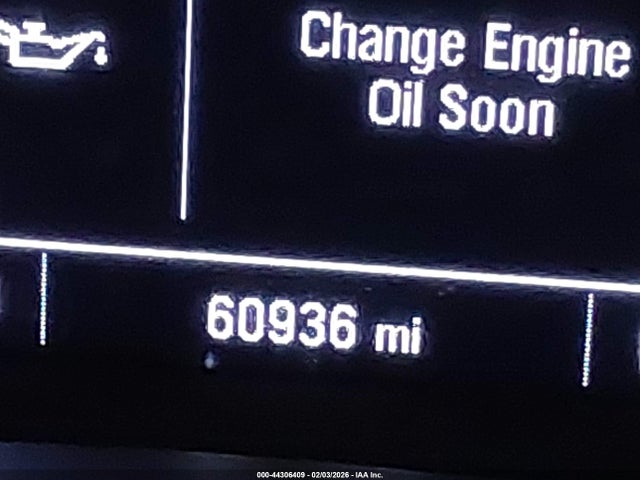 Change Engine
Oil Soon
60936 mi
000-44306409 - 02/03/2026 - IAA Inc.